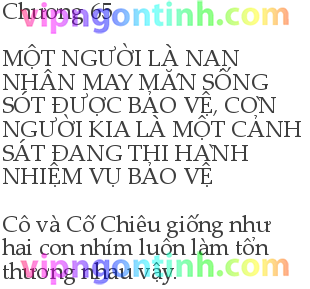 Chương 65
vipngontinh.com
MỘT NGƯỜI LÀ NẠN
NHÂN MAY MẮN SỐNG
SÓT ĐƯỢC BẢO VỆ, CÒN
NGƯỜI KIA LÀ MỘT CẢNH
SÁT ĐANG THI HÀNH
NHIỆM VỤ BẢO VỆ
Cô và Cố Chiêu giống như
hai con nhím luôn làm tổn
thương nhau vậy.
vipngontinh.com